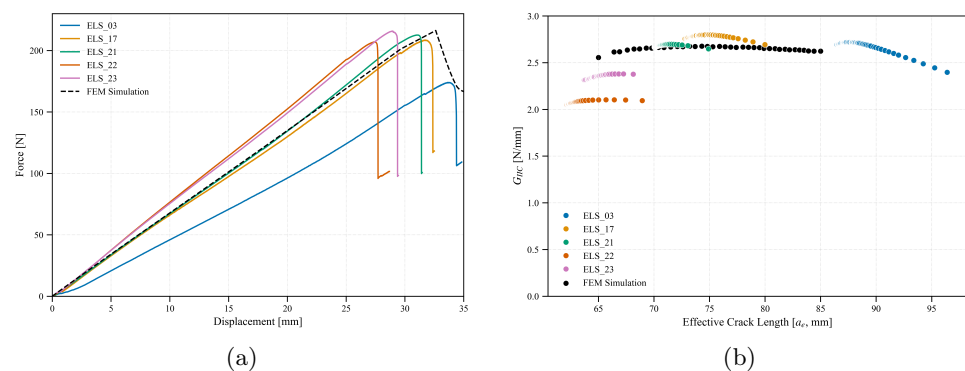 ELS_03
ELS_17
ELS_21
ELS_22
ELS_23
FEM Simulation
0
50
100
150
200
Force [N]
0
5
10
15
20
25
30
35
Displacement [mm]
(a)
3.0
2.5
2.0
1.5
1.0
0.5
0.0
G_{IIC} [N/mm]
ELS_03
ELS_17
ELS_21
ELS_22
ELS_23
FEM Simulation
65
70
75
80
85
90
95
Effective Crack Length [a_e, mm]
(b)